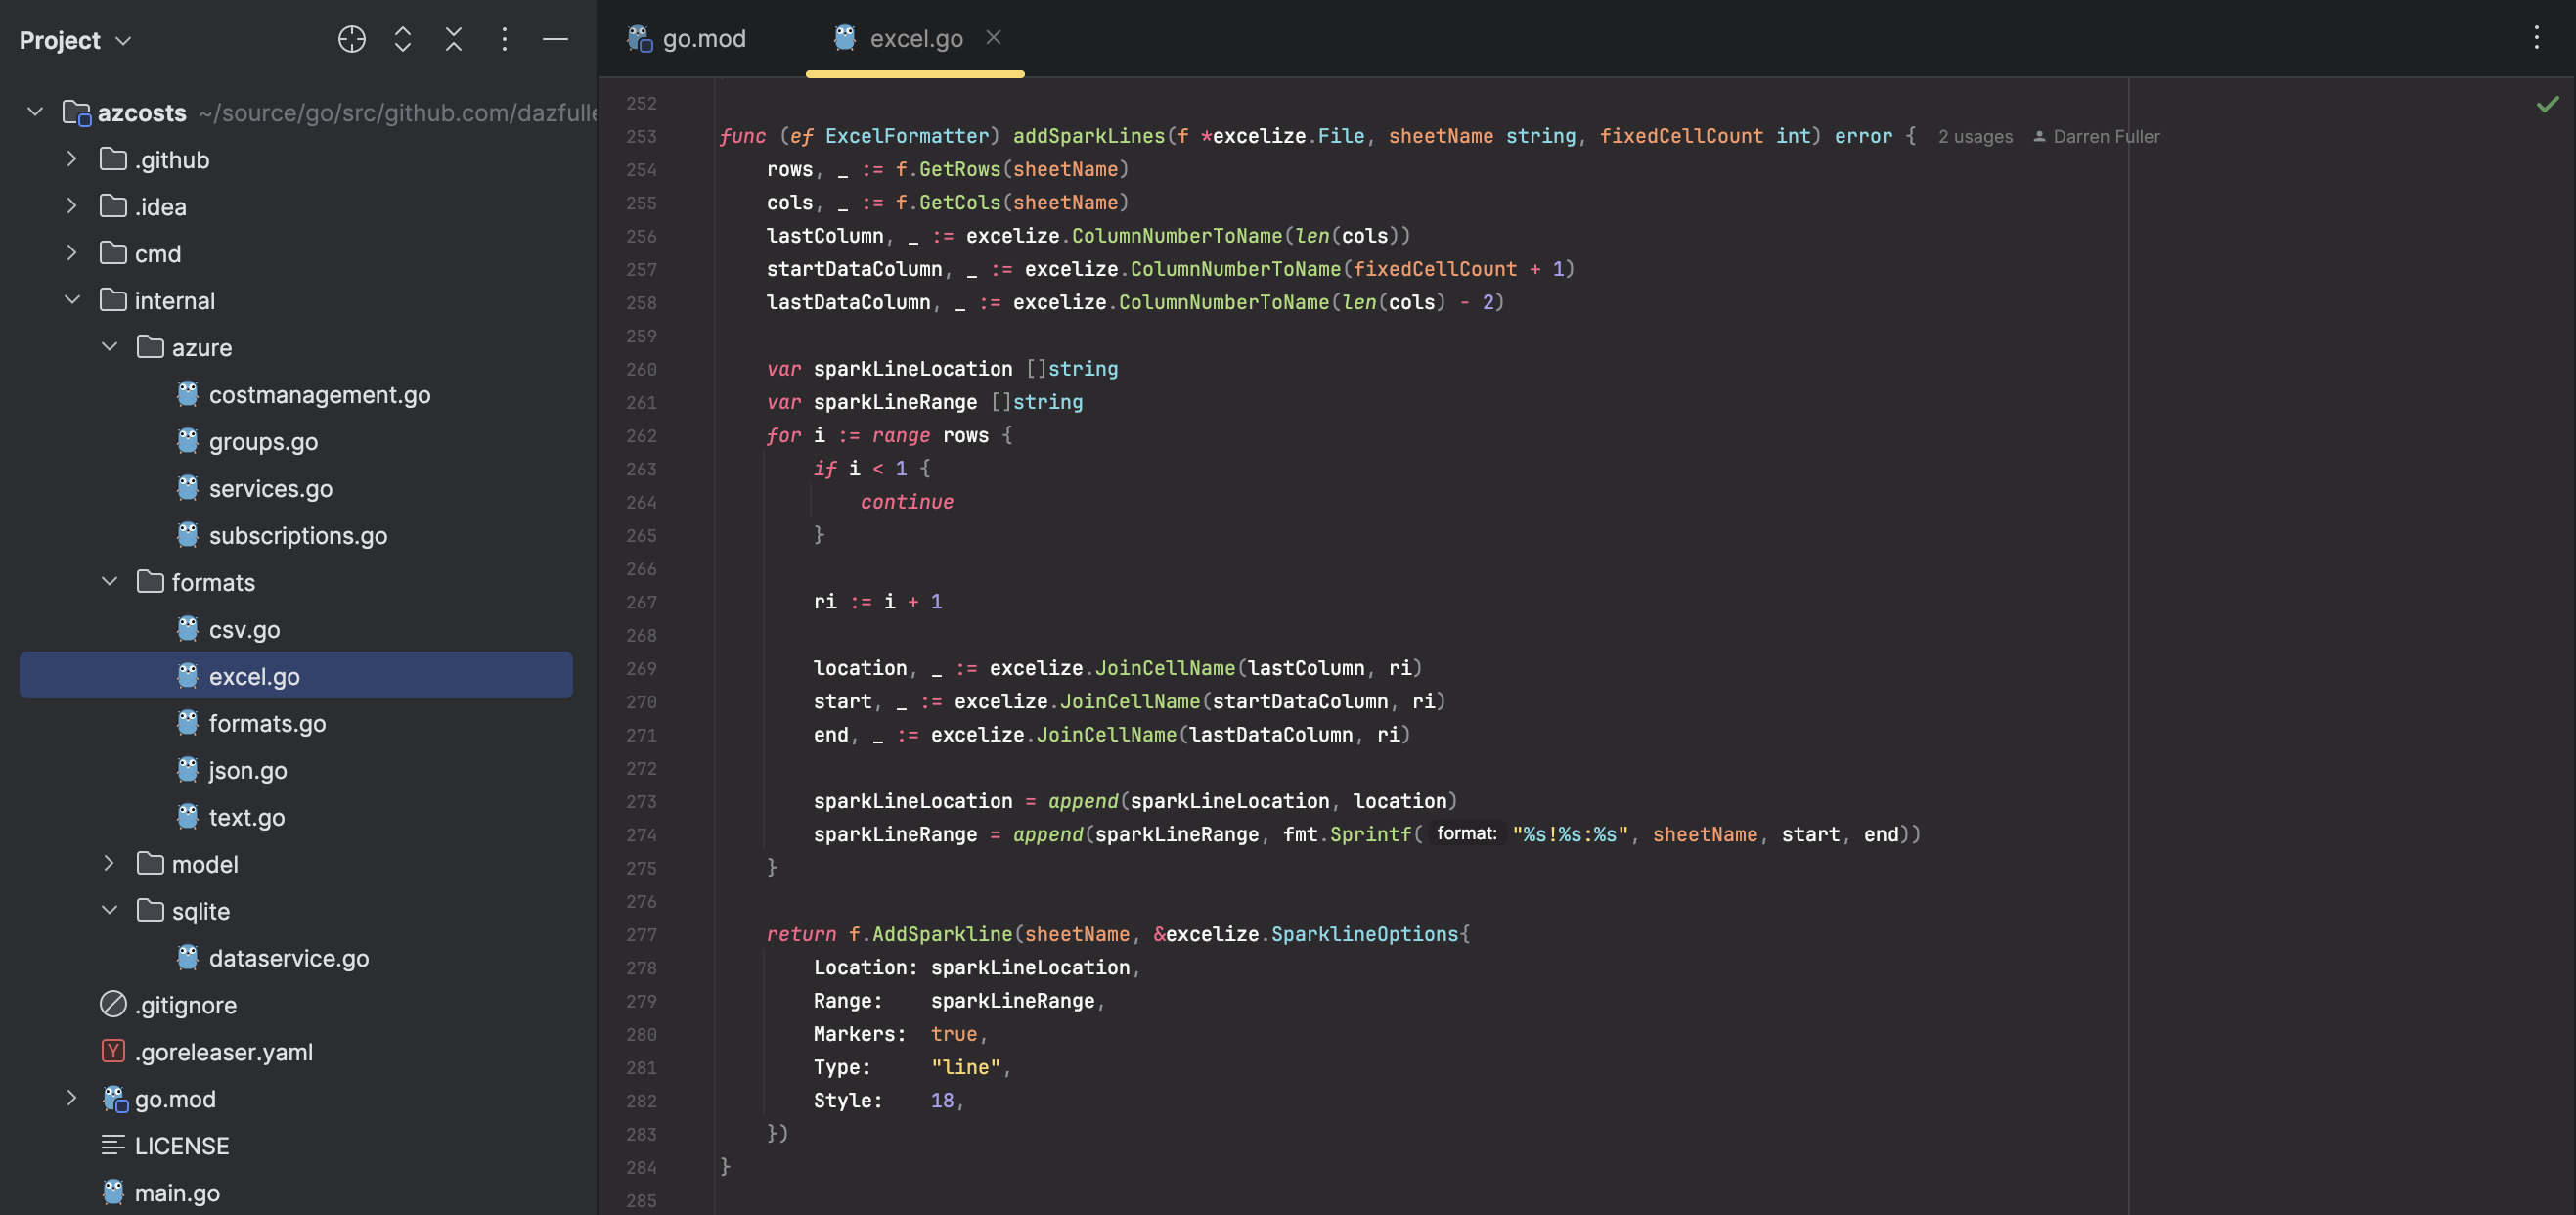 Project
go.mod
excel.go
azcosts ~/source/go/src/github.com/dazfulle
.github
.idea
cmd
internal
azure
costmanagement.go
groups.go
services.go
subscriptions.go
formats
csv.go
excel.go
formats.go
json.go
text.go
model
sqlite
dataservice.go
.gitignore
.goreleaser.yaml
go.mod
LICENSE
main.go
252
253 func (ef ExcelFormatter) addSparkLines(f *excelize.File, sheetName string, fixedCellCount int) error { 2 usages Darren Fuller
254 rows, _ := f.GetRows(sheetName)
255 cols, _ := f.GetCols(sheetName)
256 lastColumn, _ := excelize.ColumnNumberToName(len(cols))
257 startDataColumn, _ := excelize.ColumnNumberToName(fixedCellCount + 1)
258 lastDataColumn, _ := excelize.ColumnNumberToName(len(cols) - 2)
259
260 var sparkLineLocation []string
261 var sparkLineRange []string
262 for i := range rows {
263 if i < 1 {
264 continue
265 }
266
267 ri := i + 1
268
269 location, _ := excelize.JoinCellName(lastColumn, ri)
270 start, _ := excelize.JoinCellName(startDataColumn, ri)
271 end, _ := excelize.JoinCellName(lastDataColumn, ri)
272
273 sparkLineLocation = append(sparkLineLocation, location)
274 sparkLineRange = append(sparkLineRange, fmt.Sprintf( format: "%s!%s:%s", sheetName, start, end))
275 }
276
277 return f.AddSparkline(sheetName, &excelize.SparklineOptions{
278 Location: sparkLineLocation,
279 Range: sparkLineRange,
280 Markers: true,
281 Type: "line",
282 Style: 18,
283 })
284 }
285